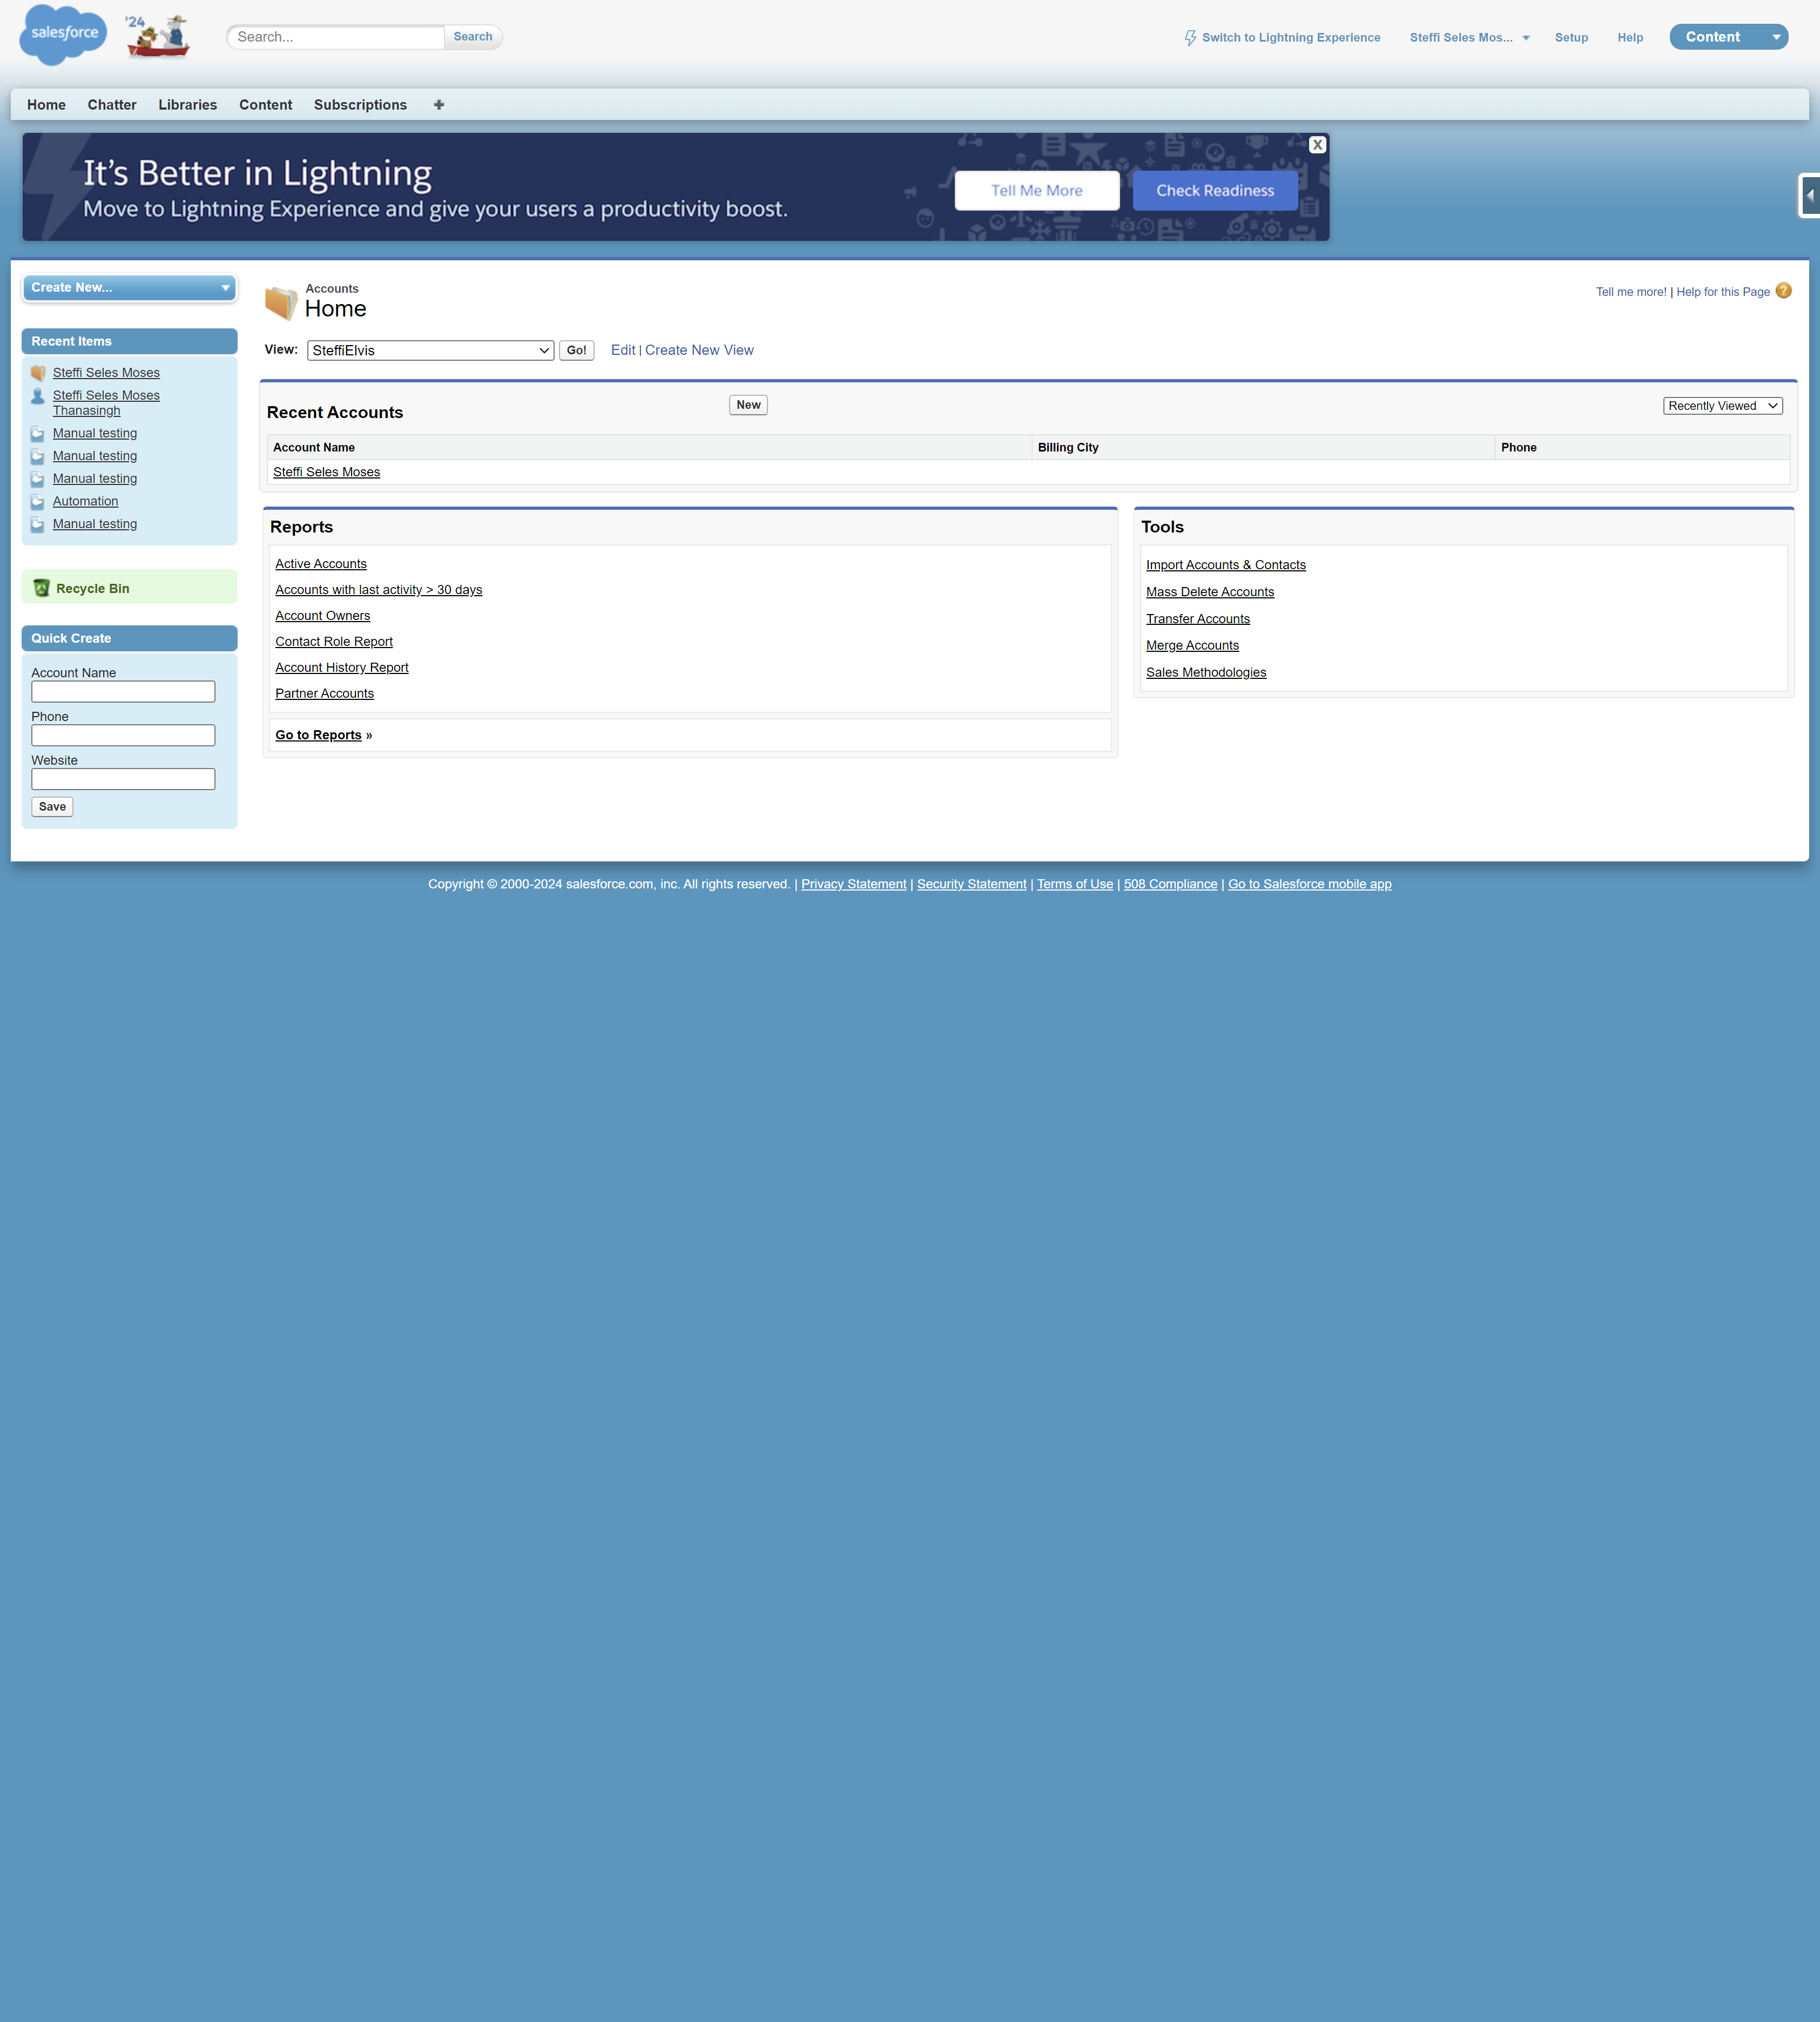 salesforce
'24
Search...
Search
Switch to Lightning Experience
Steffi Seles Mos...
Setup
Help
Content
Home
Chatter
Libraries
Content
Subscriptions
It's Better in Lightning
Move to Lightning Experience and give your users a productivity boost.
Tell Me More
Check Readiness
X
Create New...
Recent Items
Steffi Seles Moses
Steffi Seles Moses
Thanasingh
Manual testing
Manual testing
Manual testing
Automation
Manual testing
Recycle Bin
Quick Create
Account Name
Phone
Website
Save
Accounts
Home
Tell me more! | Help for this Page
View: SteffiElvis Go! Edit | Create New View
Recent Accounts
New
Recently Viewed
Account Name Billing City Phone
Steffi Seles Moses
Reports
Active Accounts
Accounts with last activity > 30 days
Account Owners
Contact Role Report
Account History Report
Partner Accounts
Go to Reports »
Tools
Import Accounts & Contacts
Mass Delete Accounts
Transfer Accounts
Merge Accounts
Sales Methodologies
Copyright © 2000-2024 salesforce.com, inc. All rights reserved. | Privacy Statement | Security Statement | Terms of Use | 508 Compliance | Go to Salesforce mobile app